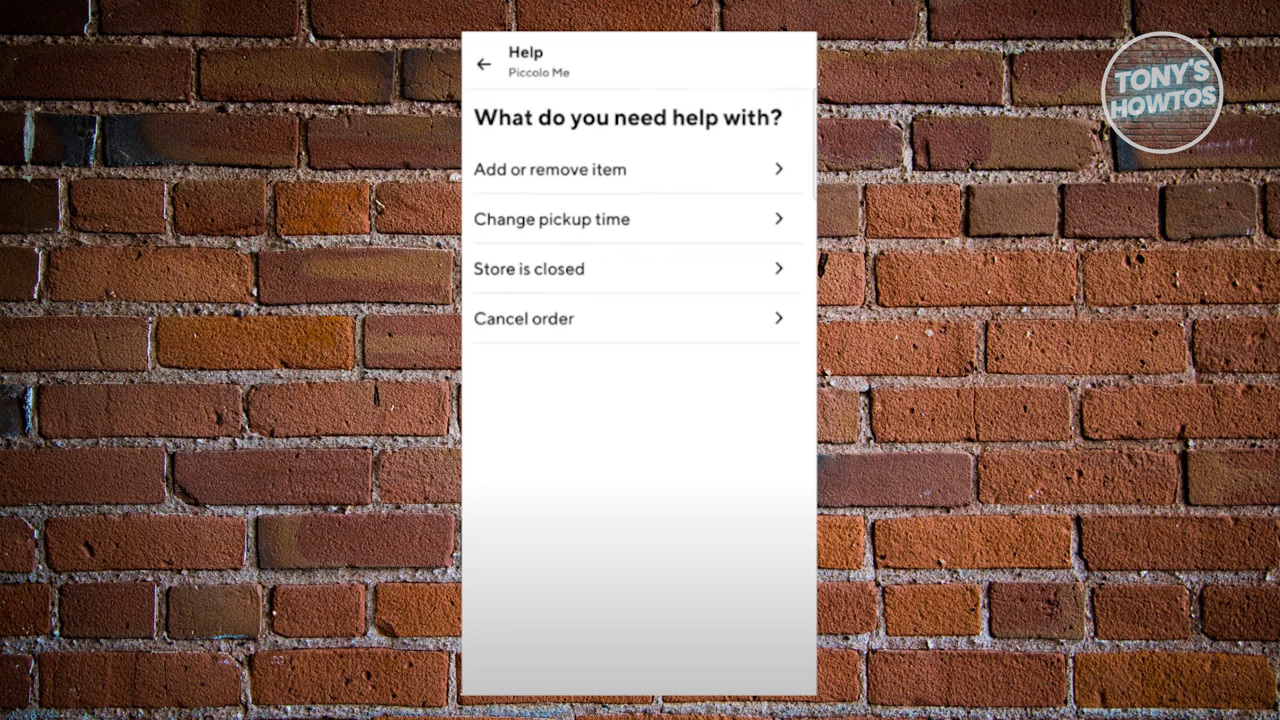 Help
Piccolo Me
What do you need help with?
Add or remove item
Change pickup time
Store is closed
Cancel order
TONY'S
HOWTOS